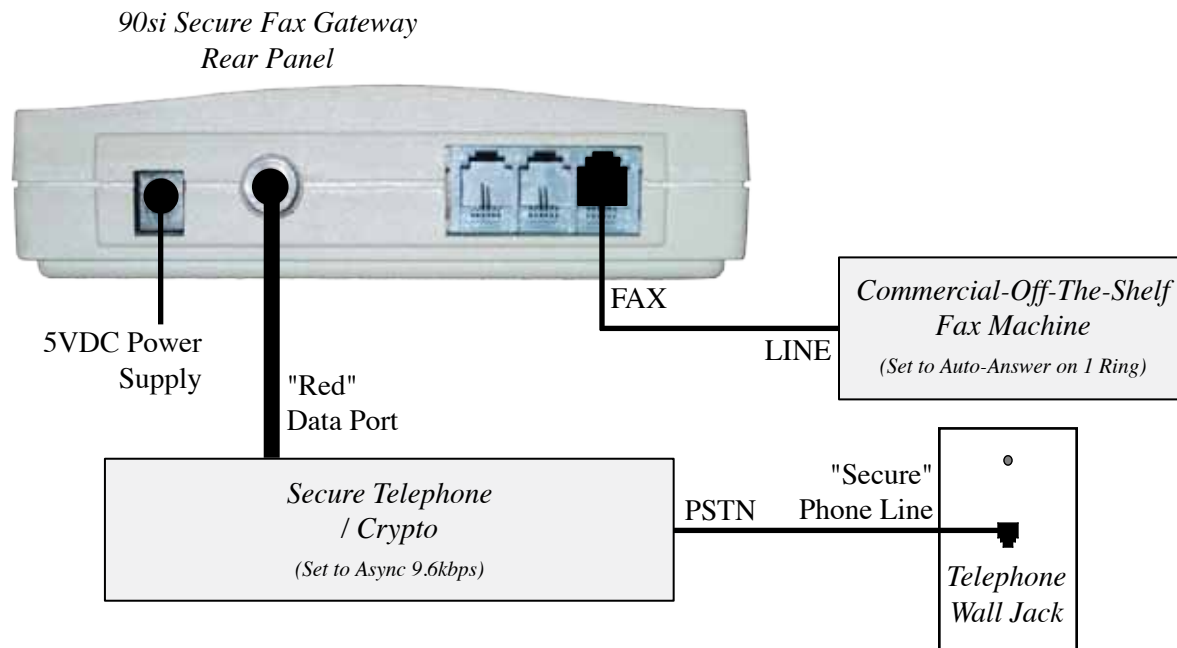 90si Secure Fax Gateway
Rear Panel
FAX
Commercial-Off-The-Shelf
Fax Machine
(Set to Auto-Answer on 1 Ring)
LINE
5VDC Power
Supply
"Red"
Data Port
Secure Telephone
/ Crypto
(Set to Async 9.6kbps)
PSTN
"Secure"
Phone Line
Telephone
Wall Jack